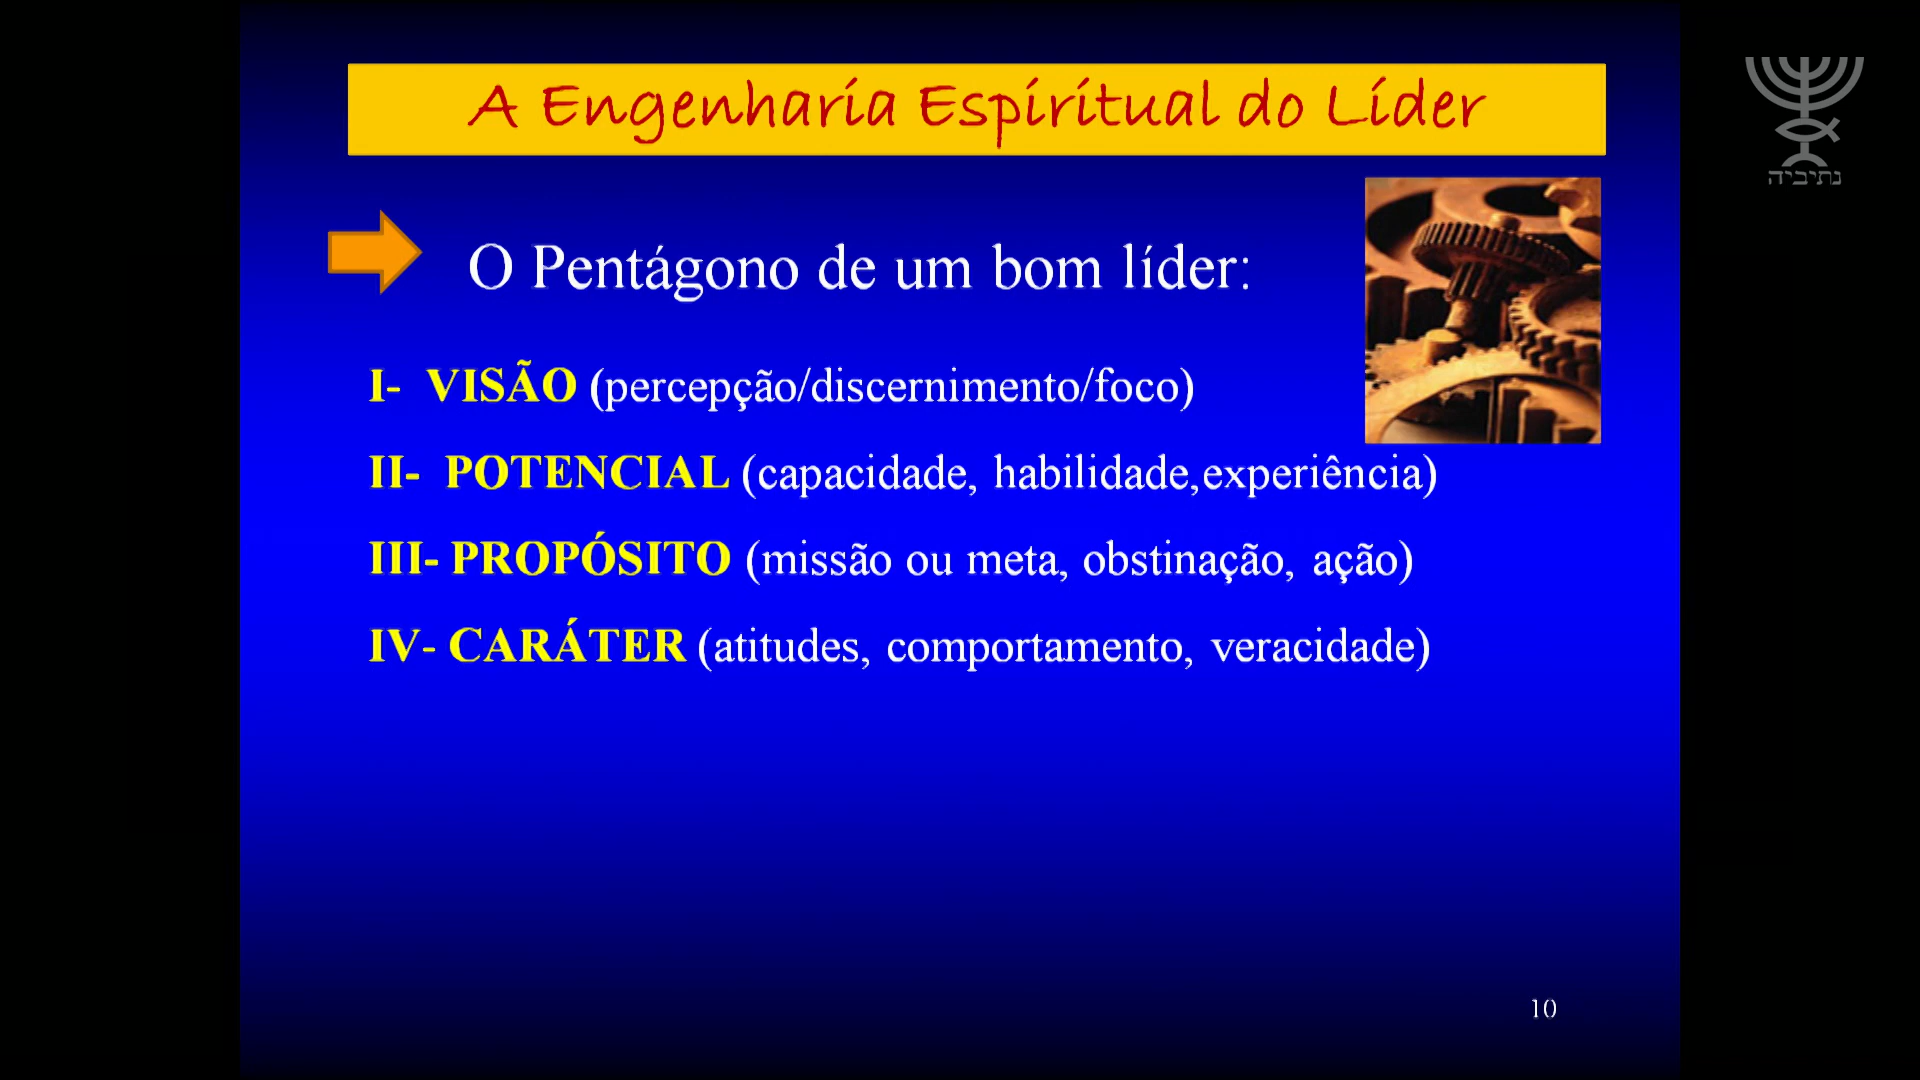 A Engenharia Espiritual do Líder
נתיביה
O Pentágono de um bom líder:
I- VISÃO (percepção/discernimento/foco)
II- POTENCIAL (capacidade, habilidade,experiência)
III- PROPÓSITO (missão ou meta, obstinação, ação)
IV- CARÁTER (atitudes, comportamento, veracidade)
10